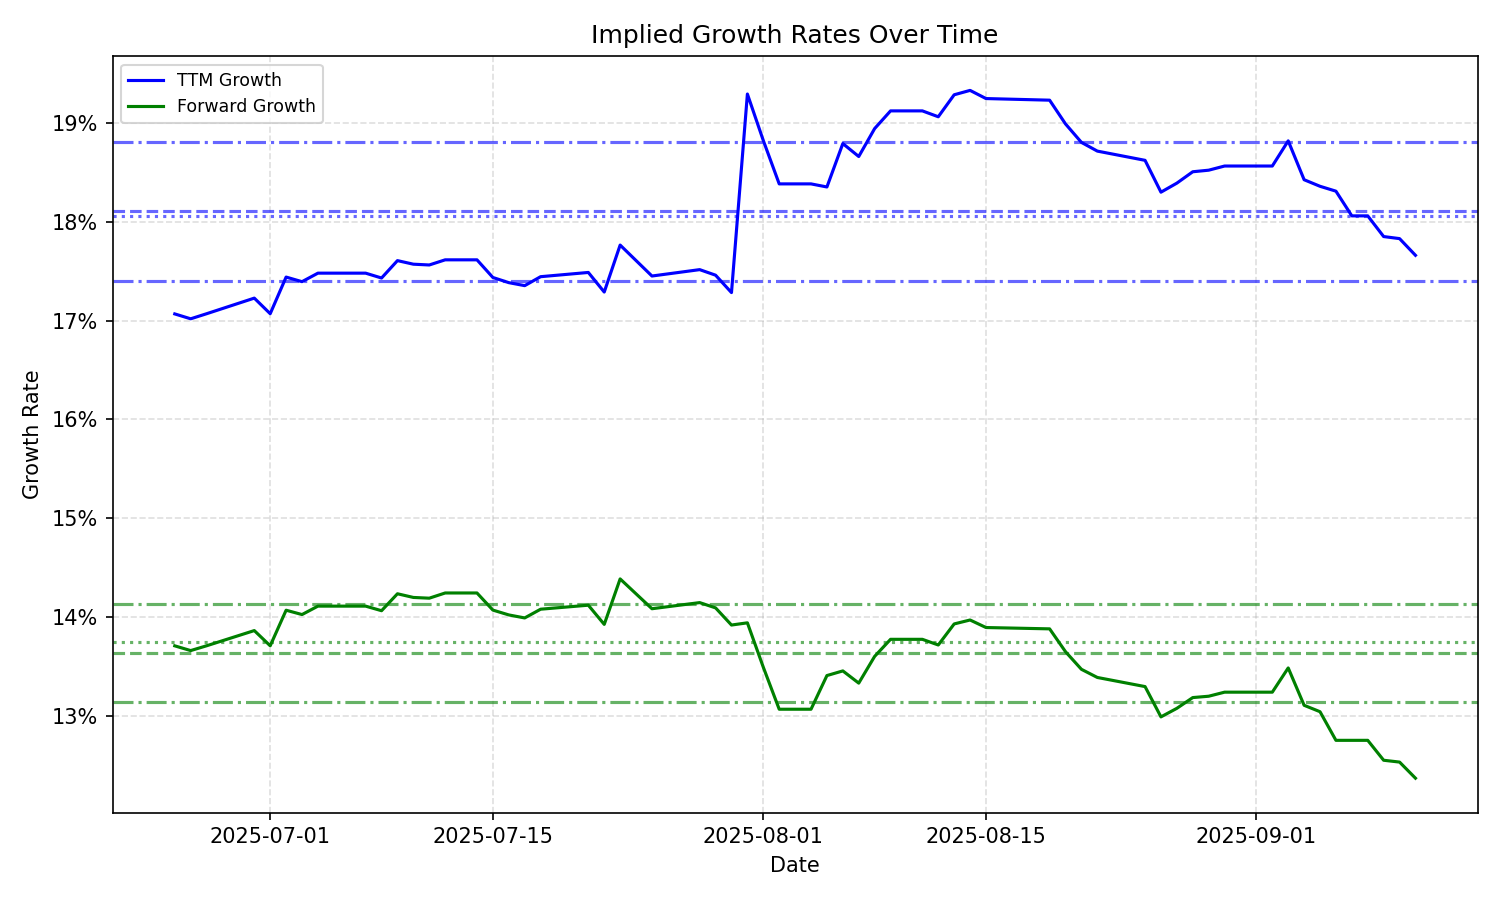 Implied Growth Rates Over Time
TTM Growth
Forward Growth
19%
18%
17%
16%
15%
14%
13%
Growth Rate
2025-07-01
2025-07-15
2025-08-01
2025-08-15
2025-09-01
Date